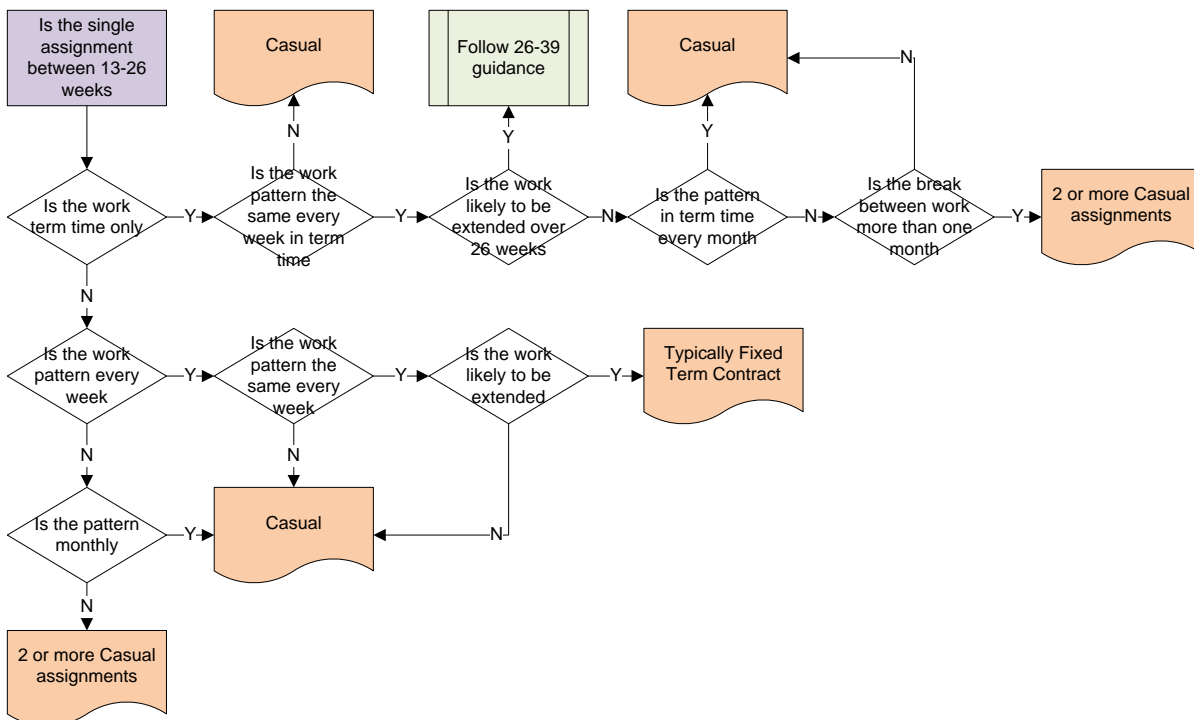 Is the single
assignment
between 13-26
weeks
Casual
Follow 26-39
guidance
Casual
N
N
Y
Y
Is the work
term time only
Y
Is the work
pattern the
same every
week in term
time
Y
Is the work
likely to be
extended over
26 weeks
N
Is the pattern
in term time
every month
N
Is the break
between work
more than one
month
Y
2 or more Casual
assignments
N
Is the work
pattern every
week
Y
Is the work
pattern the
same every
week
Y
Is the work
likely to be
extended
Y
Typically Fixed
Term Contract
N
N
Is the pattern
monthly
Y
Casual
N
N
2 or more Casual
assignments